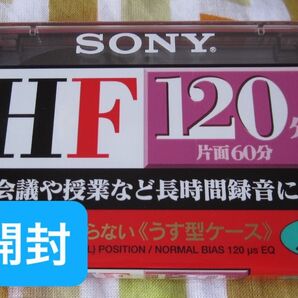 SONY
HF 120分
片面60分
会議や授業など長時間録音に
開封
らない《うす型ケース》
POSITION / NORMAL BIAS 120 μs EQ